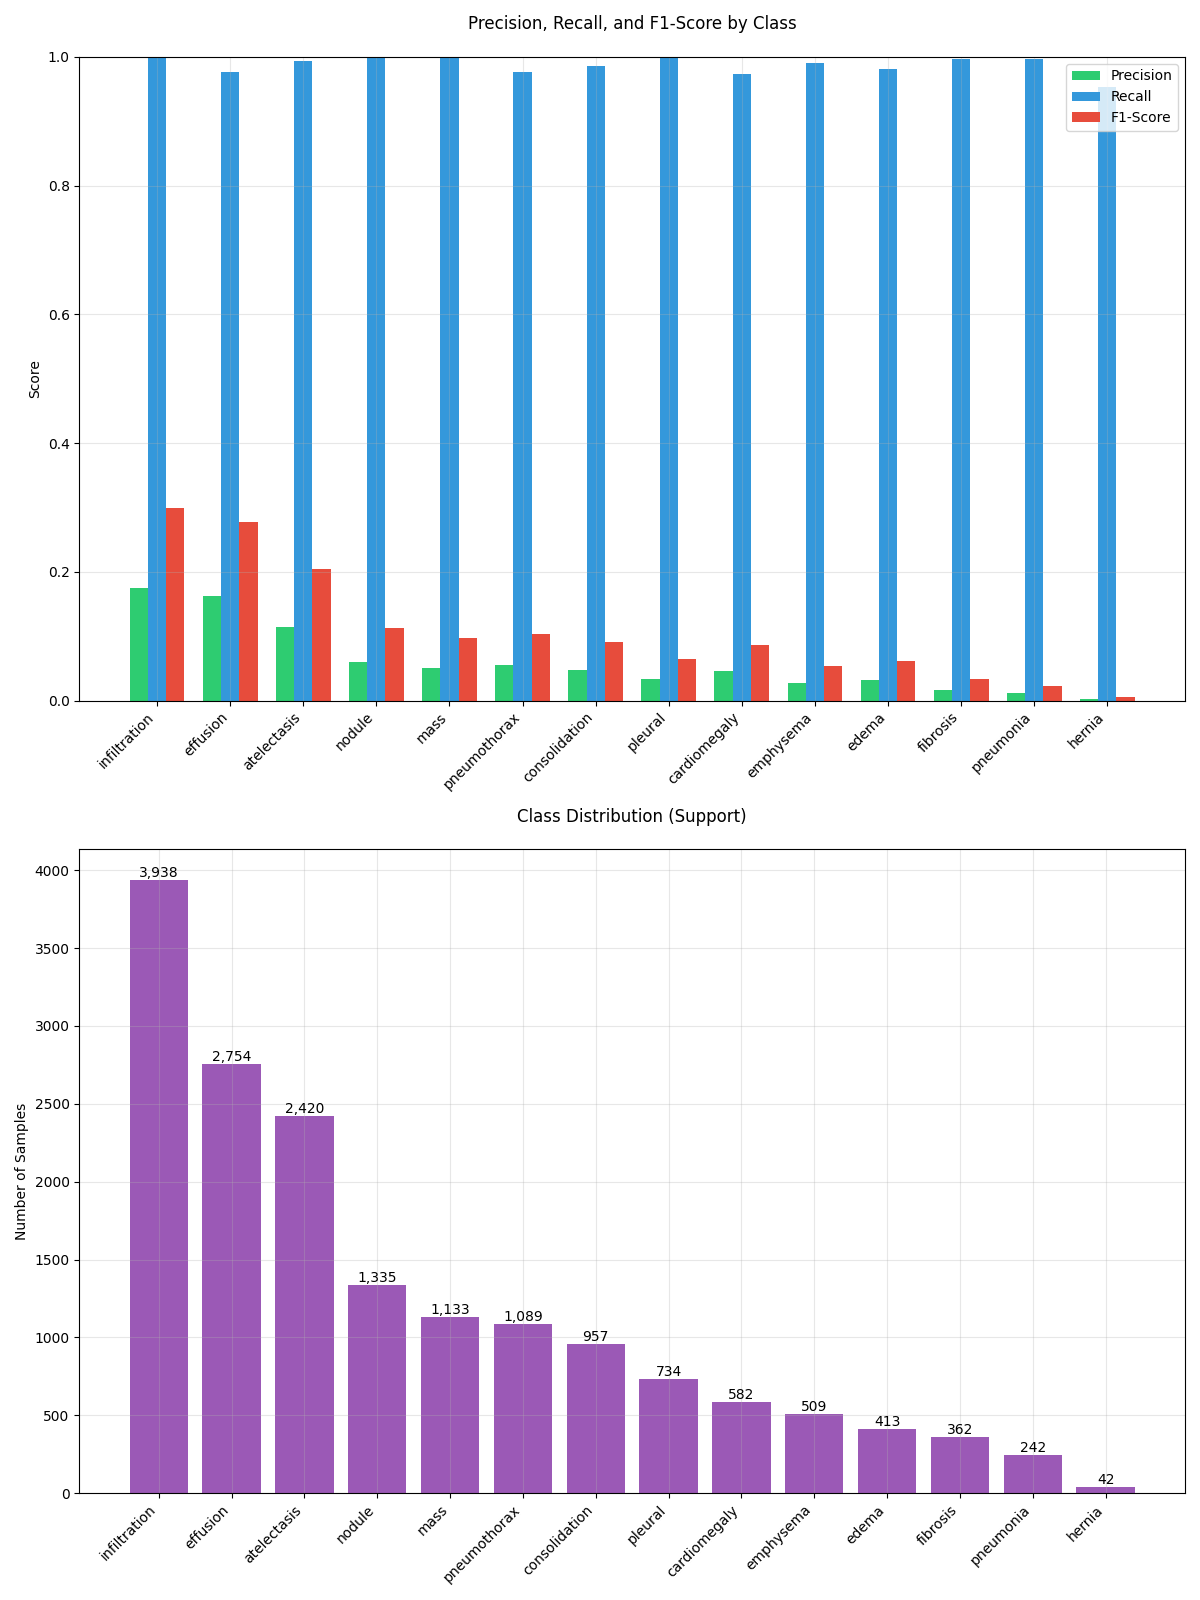 Precision, Recall, and F1-Score by Class
1.0
0.8
0.6
0.4
0.2
0.0
Score
Precision
Recall
F1-Score
infiltration
effusion
atelectasis
nodule
mass
pneumothorax
consolidation
pleural
cardiomegaly
emphysema
edema
fibrosis
pneumonia
hernia
Class Distribution (Support)
4000
3500
3000
2500
2000
1500
1000
500
0
Number of Samples
3,938
2,754
2,420
1,335
1,133
1,089
957
734
582
509
413
362
242
42
infiltration
effusion
atelectasis
nodule
mass
pneumothorax
consolidation
pleural
cardiomegaly
emphysema
edema
fibrosis
pneumonia
hernia